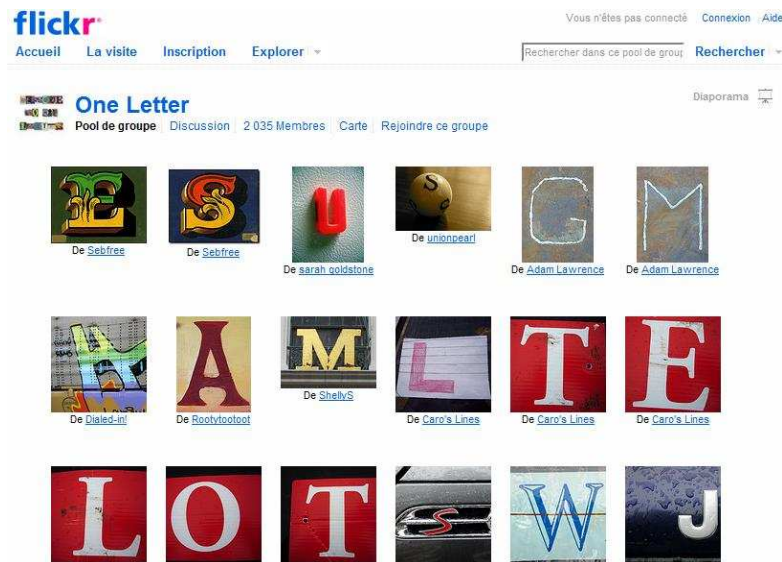 flickr
Vous n'êtes pas connecté Connexion Aide
Accueil La visite Inscription Explorer
Rechercher dans ce pool de group Rechercher
One Letter
Diaporama
Pool de groupe Discussion 2 035 Membres Carte Rejoindre ce groupe
E S U S G M
De Sebfree De Sebfree De sarah goldstone De unionpearl De Adam Lawrence De Adam Lawrence
A M L T E
De Dialed-in! De Rootytootoot De ShellyS De Caro's Lines De Caro's Lines De Caro's Lines
L O T S W J